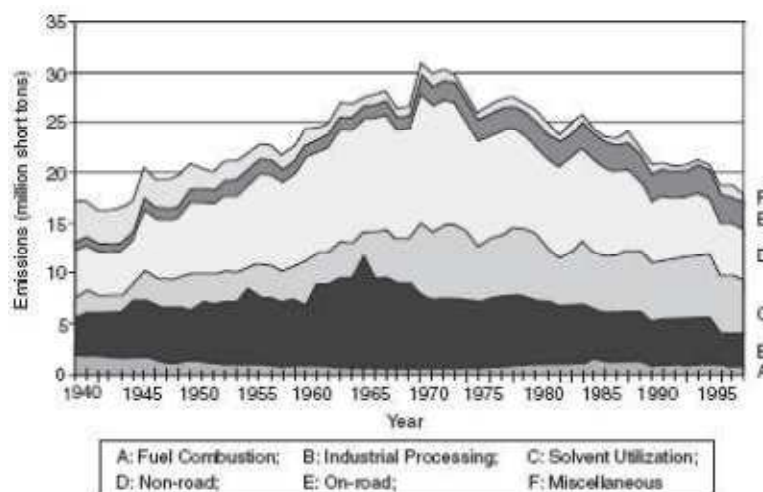 35
30
25
20
15
10
5
0
Emissions (million short tons)
F
E
D
C
B
A
1940 1945 1950 1955 1960 1965 1970 1975 1980 1985 1990 1995
Year
A: Fuel Combustion; B: Industrial Processing; C: Solvent Utilization;
D: Non-road; E: On-road; F: Miscellaneous